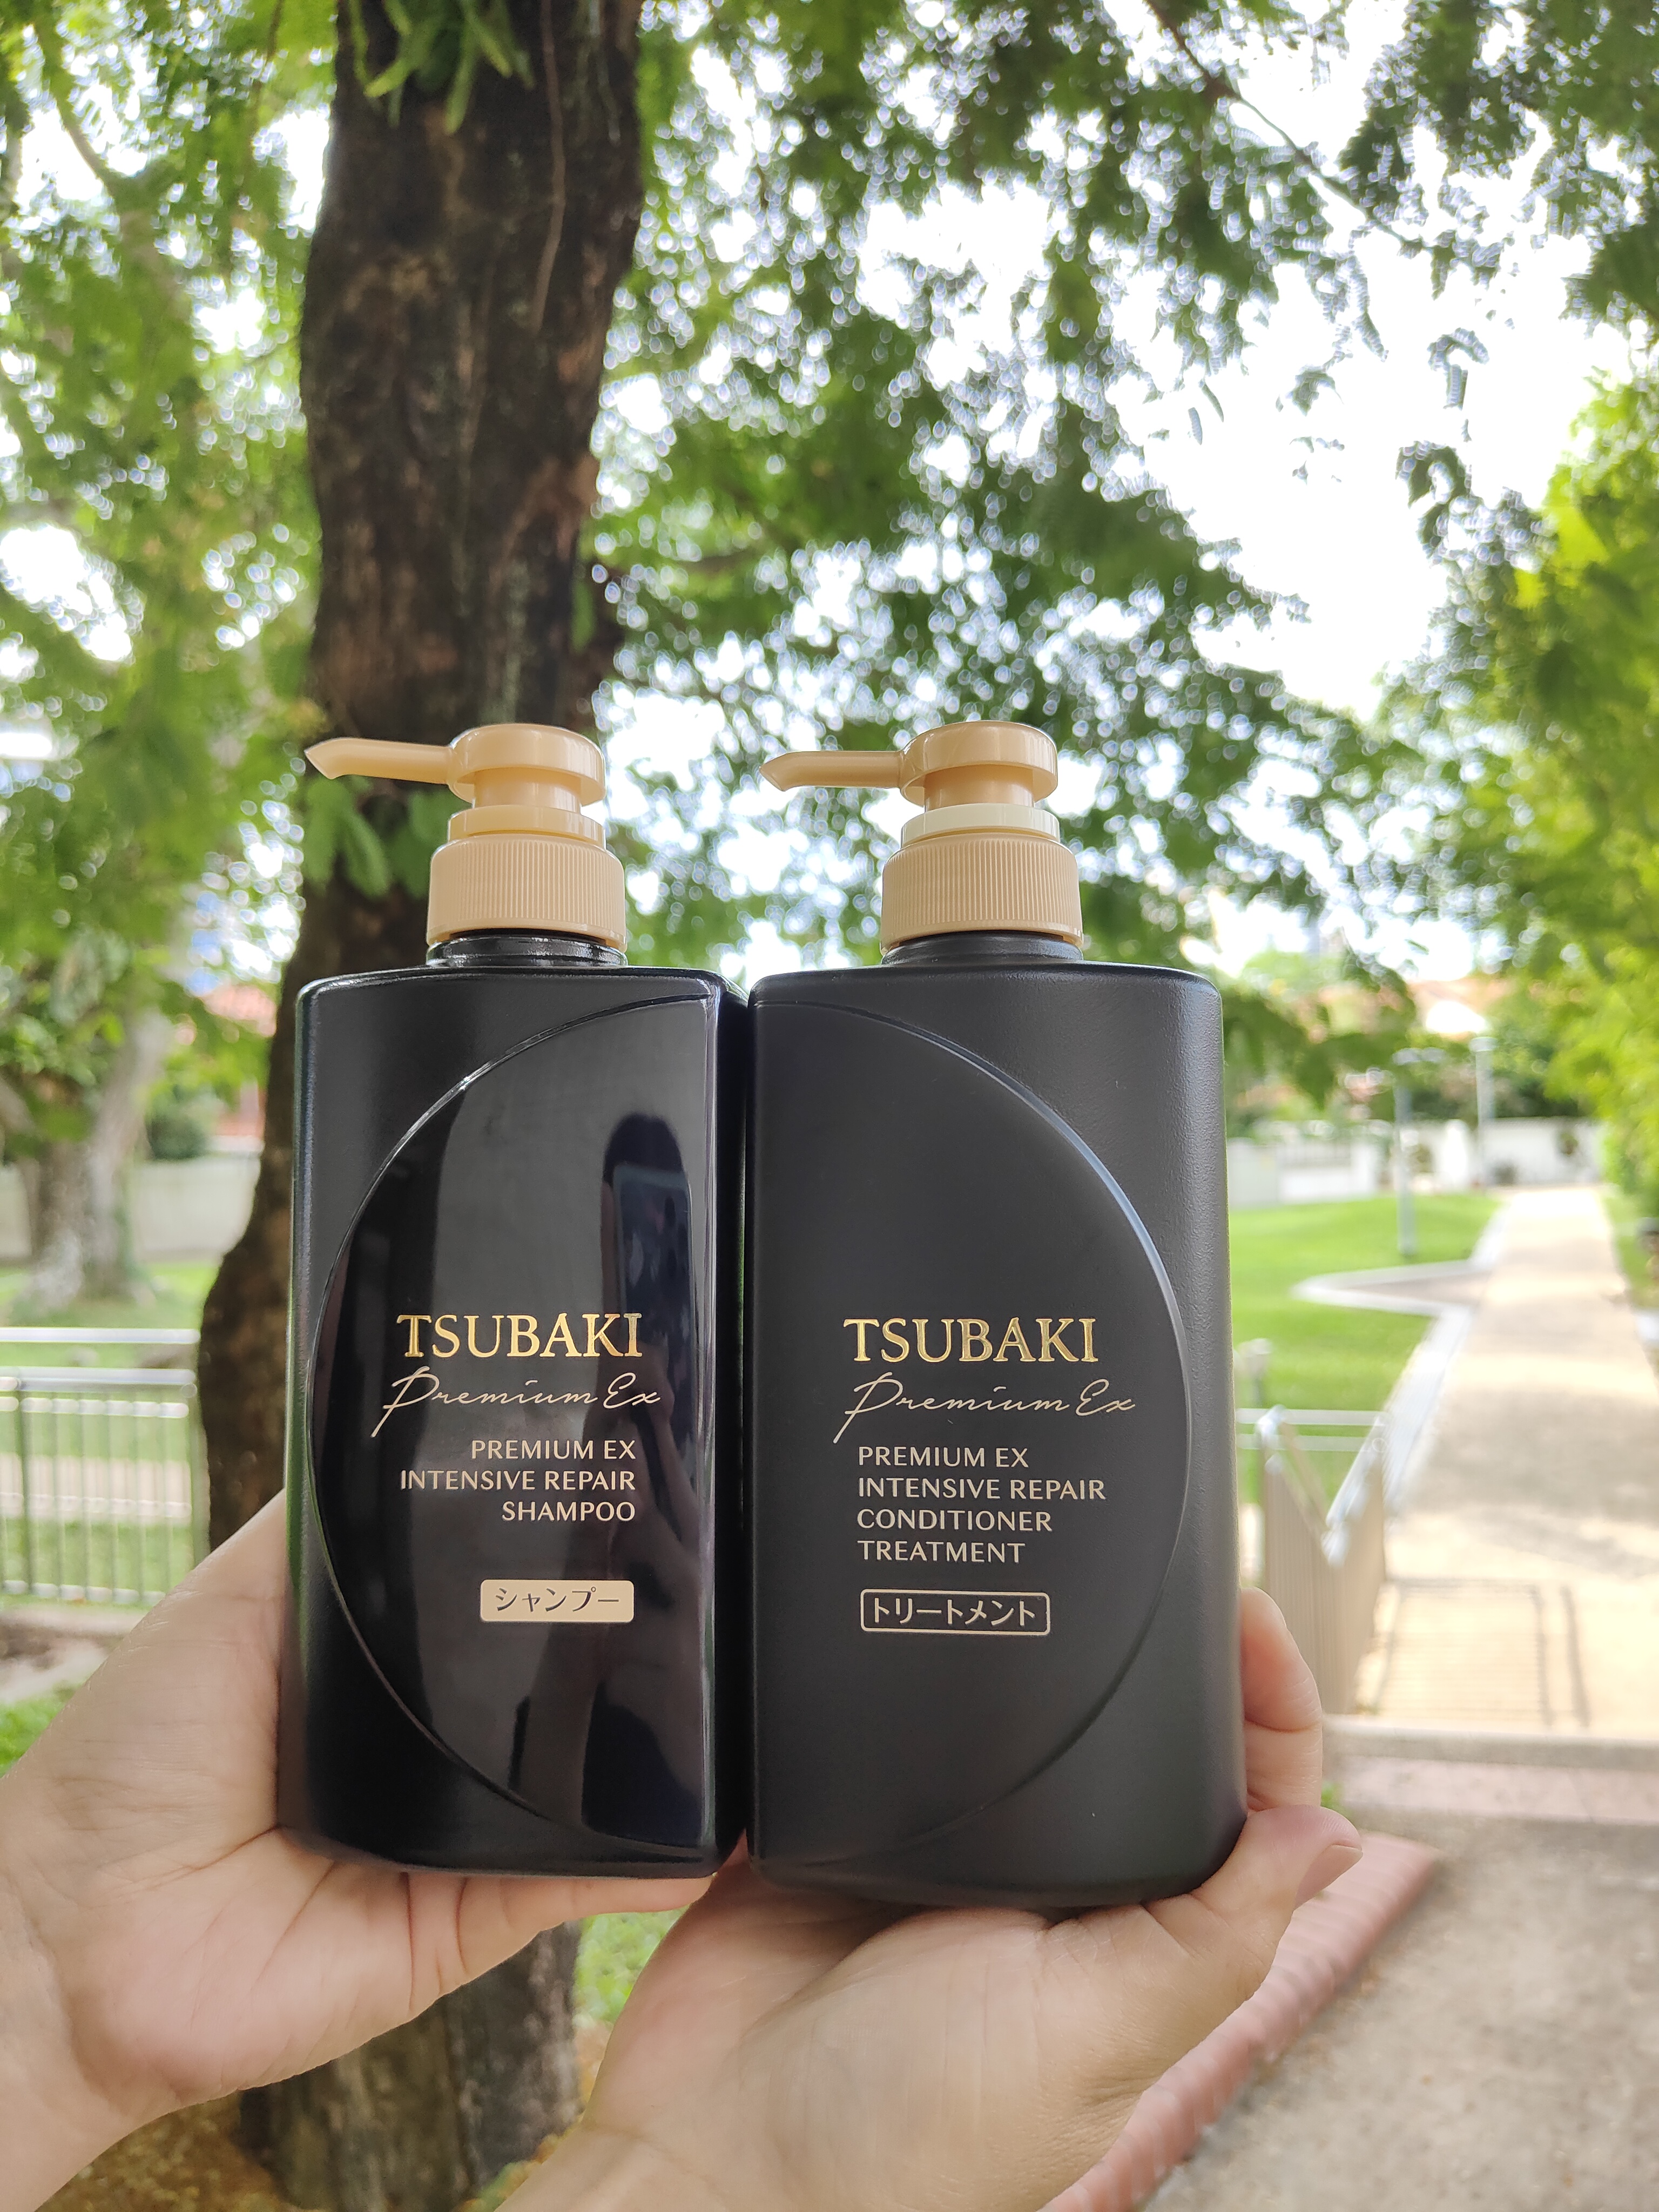 TSUBAKI
Premium Ex
PREMIUM EX
INTENSIVE REPAIR
SHAMPOO
シャンプー
TSUBAKI
Premium Ex
PREMIUM EX
INTENSIVE REPAIR
CONDITIONER
TREATMENT
トリートメント